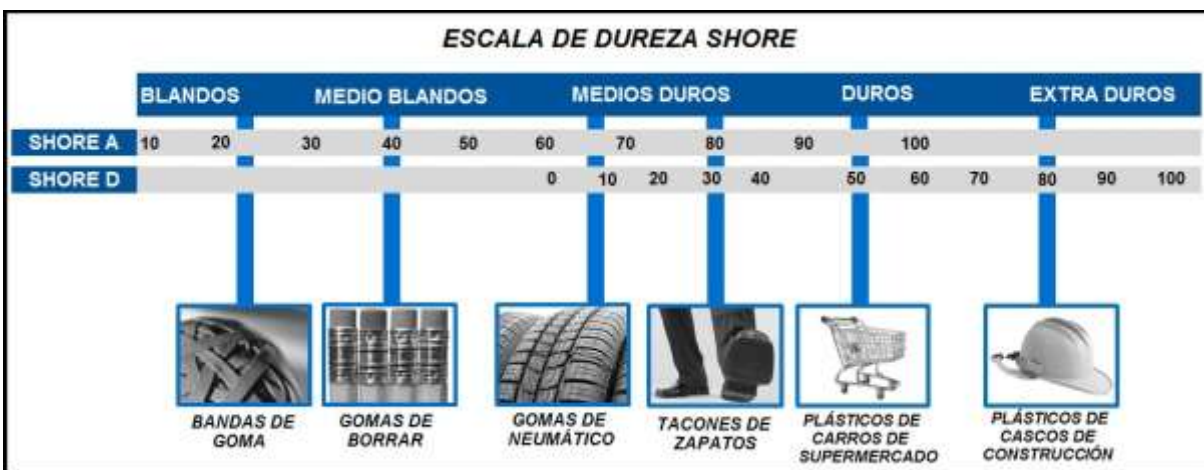 ESCALA DE DUREZA SHORE
BLANDOS MEDIO BLANDOS MEDIOS DUROS DUROS EXTRA DUROS
SHORE A 10 20 30 40 50 60 70 80 90 100
SHORE D 0 10 20 30 40 50 60 70 80 90 100
BANDAS DE
GOMA
GOMAS DE
BORRAR
GOMAS DE
NEUMÁTICO
TACONES DE
ZAPATOS
PLÁSTICOS DE
CARROS DE
SUPERMERCADO
PLÁSTICOS DE
CASCOS DE
CONSTRUCCIÓN